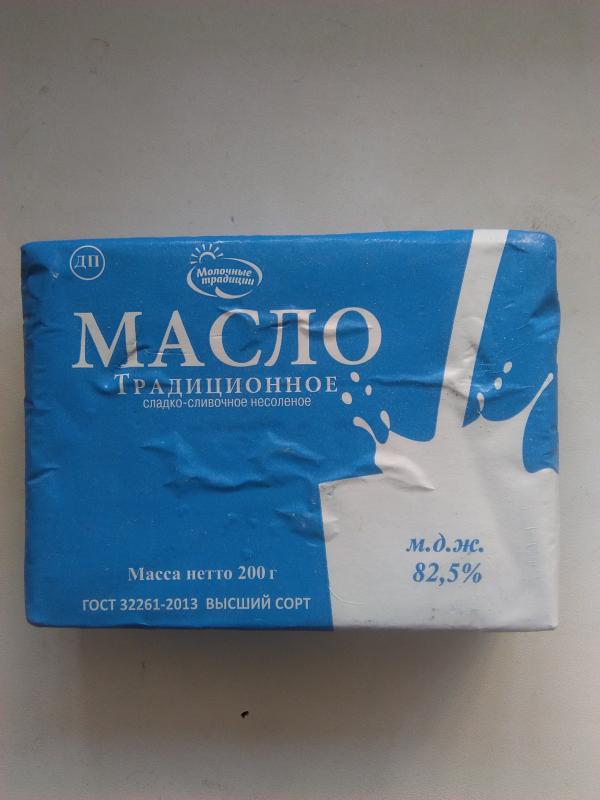 ДП
Молочные
традиции
МАСЛО
ТРАДИЦИОННОЕ
сладко-сливочное несоленое
м.д.ж.
82,5%
Масса нетто 200 г
ГОСТ 32261-2013 ВЫСШИЙ СОРТ